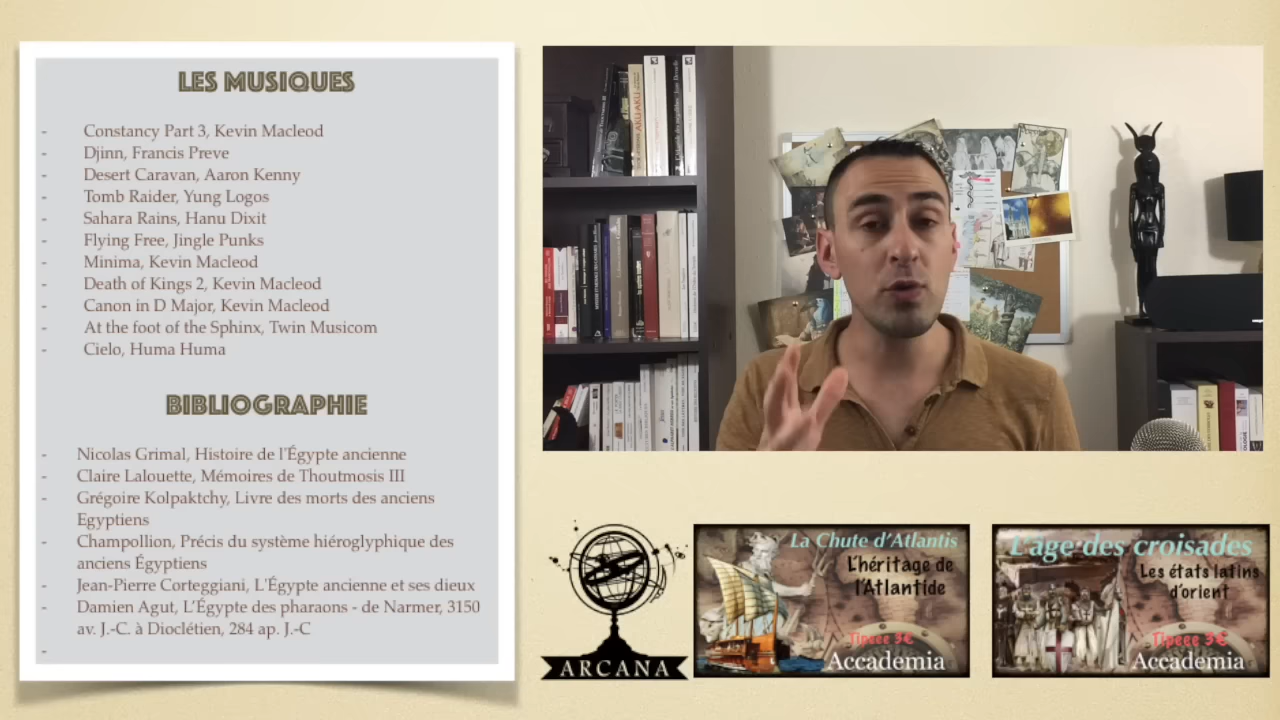 LES MUSIQUES
- Constancy Part 3, Kevin Macleod
- Djinn, Francis Preve
- Desert Caravan, Aaron Kenny
- Tomb Raider, Yung Logos
- Sahara Rains, Hanu Dixit
- Flying Free, Jingle Punks
- Minima, Kevin Macleod
- Death of Kings 2, Kevin Macleod
- Canon in D Major, Kevin Macleod
- At the foot of the Sphinx, Twin Musicom
- Cielo, Huma Huma
BIBLIOGRAPHIE
- Nicolas Grimal, Histoire de l'Égypte ancienne
- Claire Lalouette, Mémoires de Thoutmosis III
- Grégoire Kolpaktchy, Livre des morts des anciens
Egyptiens
- Champollion, Précis du système hiéroglyphique des
anciens Égyptiens
- Jean-Pierre Corteggiani, L'Égypte ancienne et ses dieux
- Damien Agut, L'Égypte des pharaons - de Narmer, 3150
av. J.-C. à Dioclétien, 284 ap. J.-C
-
AKU-AKU
ARCANA
La Chute d'Atlantis
L'héritage de
l'Atlantide
Tipeee 3€
Accademia
L'âge des croisades
Les états latins
d'orient
Tipeee 3€
Accademia